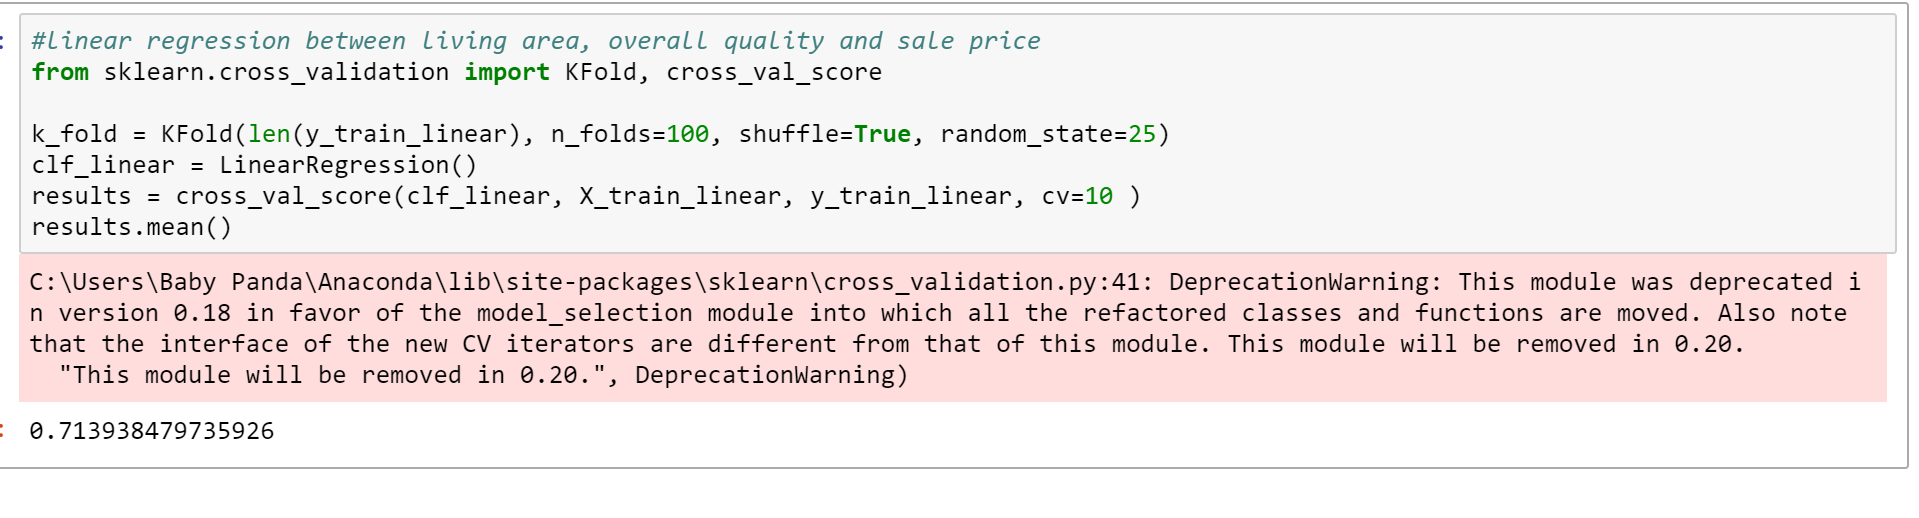 #linear regression between living area, overall quality and sale price
from sklearn.cross_validation import KFold, cross_val_score
k_fold = KFold(len(y_train_linear), n_folds=100, shuffle=True, random_state=25)
clf_linear = LinearRegression()
results = cross_val_score(clf_linear, X_train_linear, y_train_linear, cv=10 )
results.mean()
C:\Users\Baby Panda\Anaconda\lib\site-packages\sklearn\cross_validation.py:41: DeprecationWarning: This module was deprecated i
n version 0.18 in favor of the model_selection module into which all the refactored classes and functions are moved. Also note
that the interface of the new CV iterators are different from that of this module. This module will be removed in 0.20.
  "This module will be removed in 0.20.", DeprecationWarning)
0.713938479735926